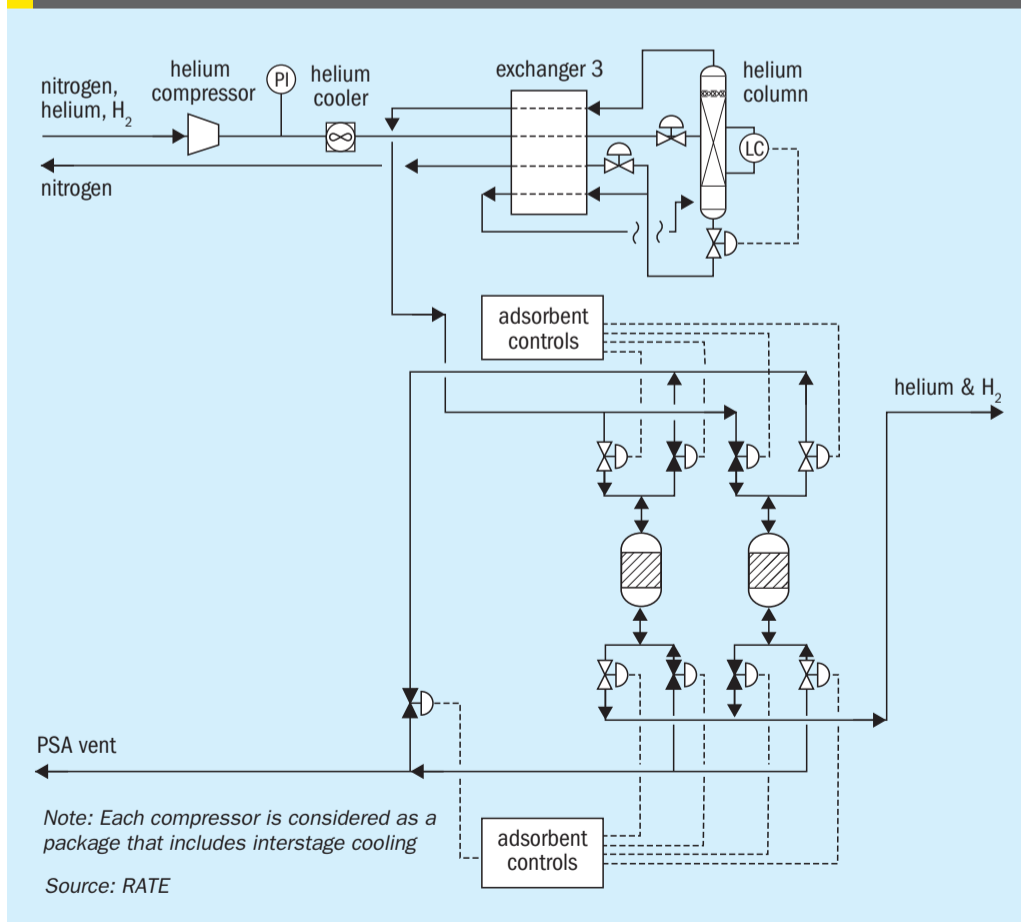 nitrogen,
helium, H₂
helium
compressor
PI
helium
cooler
exchanger 3
helium
column
LC
nitrogen
adsorbent
controls
helium & H₂
PSA vent
Note: Each compressor is considered as a
package that includes interstage cooling
Source: RATE
adsorbent
controls